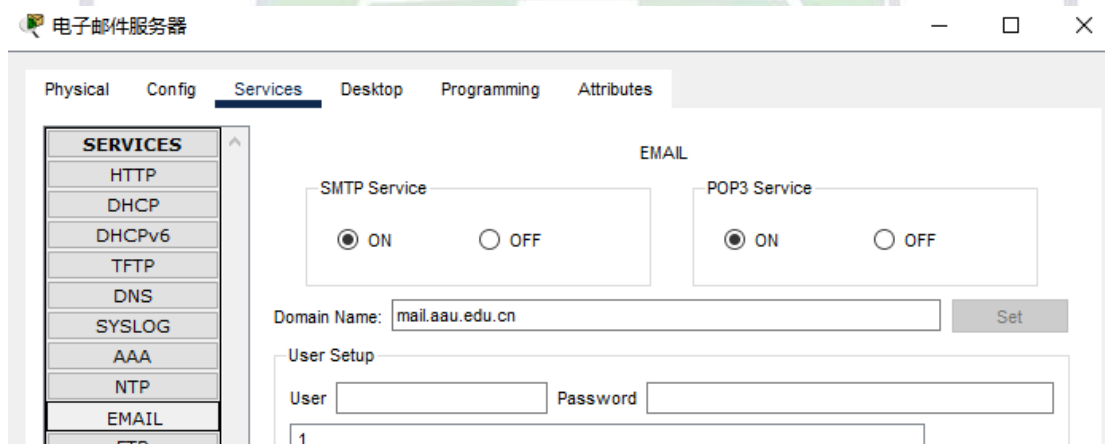 电子邮件服务器
Physical Config Services Desktop Programming Attributes
SERVICES
HTTP
DHCP
DHCPv6
TFTP
DNS
SYSLOG
AAA
NTP
EMAIL
EMAIL
SMTP Service
ON OFF
POP3 Service
ON OFF
Domain Name: mail.aau.edu.cn Set
User Setup
User Password
1